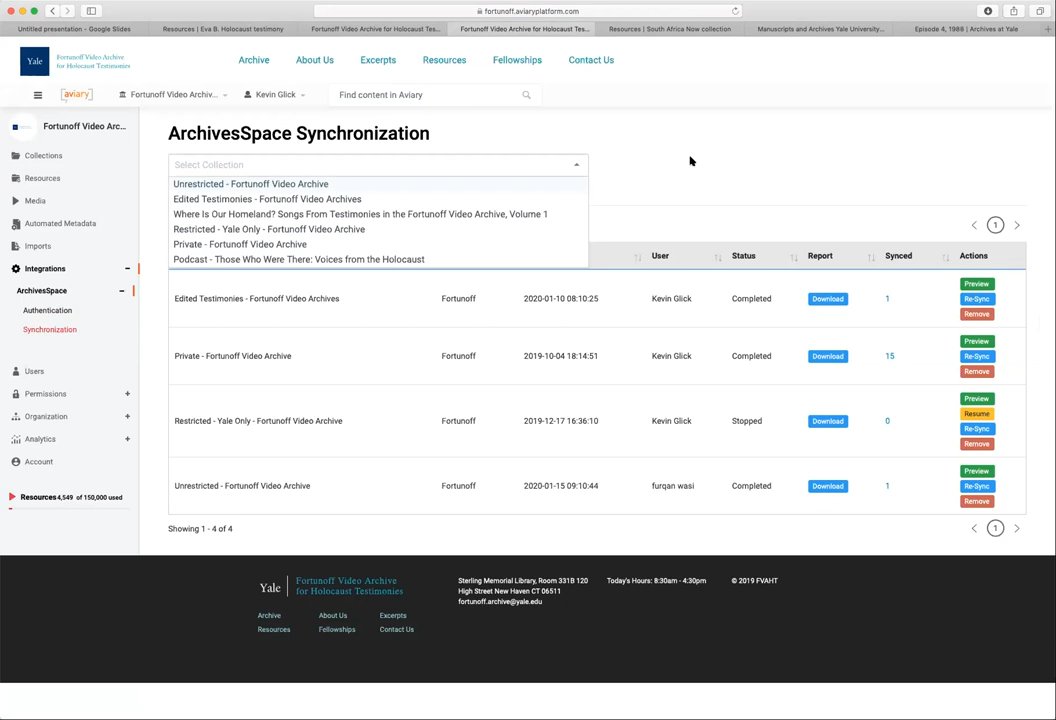 fortunoff.aviaryplatform.com
Untitled presentation - Google Slides
Resources | Eva B. Holocaust testimony
Fortunoff Video Archive for Holocaust Tes...
Fortunoff Video Archive for Holocaust Tes...
Resources | South Africa Now collection
Manuscripts and Archives Yale University...
Episode 4, 1988 | Archives at Yale
Yale
Fortunoff Video Archive
for Holocaust Testimonies
Archive
About Us
Excerpts
Resources
Fellowships
Contact Us
aviary
Fortunoff Video Archiv...
Kevin Glick
Find content in Aviary
Fortunoff Video Arc...
Collections
Resources
Media
Automated Metadata
Imports
Integrations
ArchivesSpace
Authentication
Synchronization
Users
Permissions
Organization
Analytics
Account
Resources 4,549 of 150,000 used
ArchivesSpace Synchronization
Select Collection
Unrestricted - Fortunoff Video Archive
Edited Testimonies - Fortunoff Video Archives
Where Is Our Homeland? Songs From Testimonies in the Fortunoff Video Archive, Volume 1
Restricted - Yale Only - Fortunoff Video Archive
Private - Fortunoff Video Archive
Podcast - Those Who Were There: Voices from the Holocaust
1
User Status Report Synced Actions
Edited Testimonies - Fortunoff Video Archives Fortunoff 2020-01-10 08:10:25 Kevin Glick Completed Download 1
Preview
Re-Sync
Remove
Private - Fortunoff Video Archive Fortunoff 2019-10-04 18:14:51 Kevin Glick Completed Download 15
Preview
Re-Sync
Remove
Restricted - Yale Only - Fortunoff Video Archive Fortunoff 2019-12-17 16:36:10 Kevin Glick Stopped Download 0
Preview
Resume
Re-Sync
Remove
Unrestricted - Fortunoff Video Archive Fortunoff 2020-01-15 09:10:44 furqan wasi Completed Download 1
Preview
Re-Sync
Remove
Showing 1 - 4 of 4
1
Yale
Fortunoff Video Archive
for Holocaust Testimonies
Archive About Us Excerpts
Resources Fellowships Contact Us
Sterling Memorial Library, Room 331B 120
High Street New Haven CT 06511
fortunoff.archive@yale.edu
Today's Hours: 8:30am - 4:30pm
© 2019 FVAHT